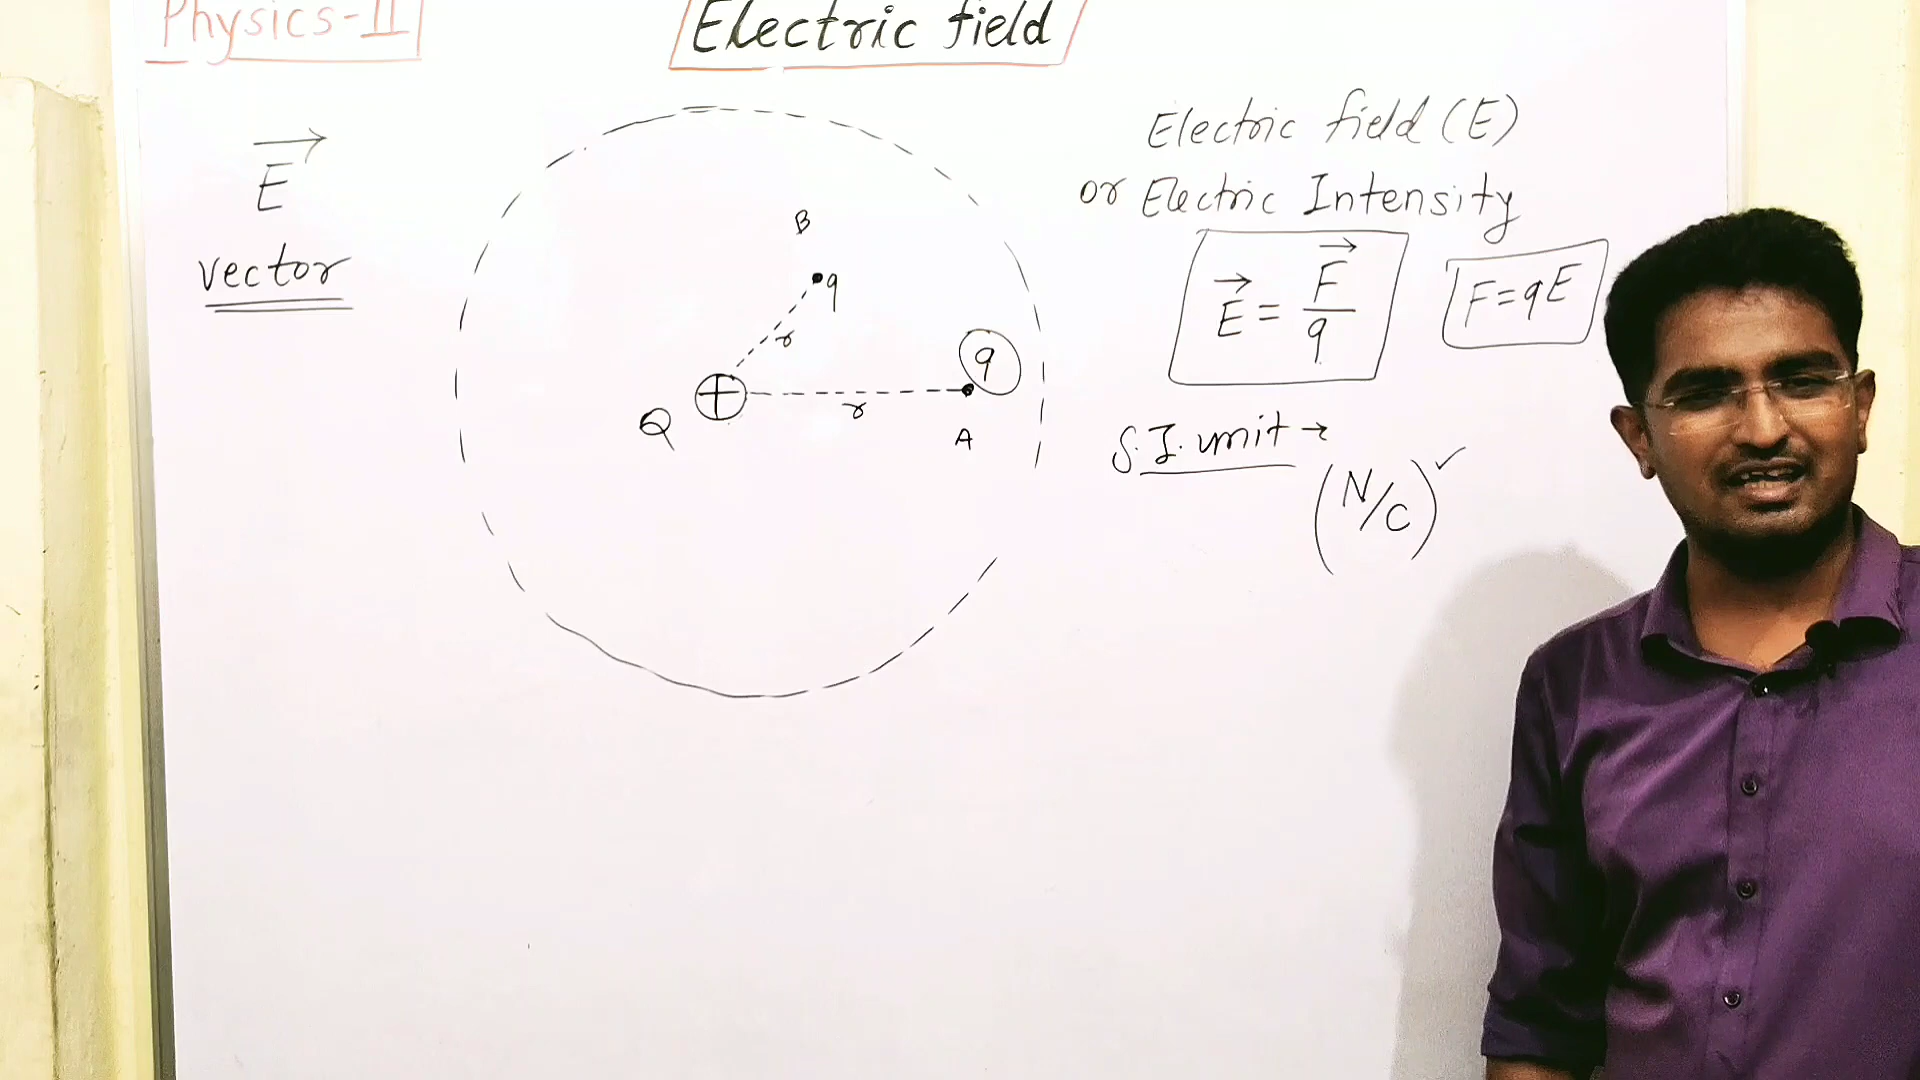 Physics-II
Electric field
E
vector
B
q
r
q
Q
r
A
Electric field (E)
or Electric Intensity
E = F/q
F = qE
S.I. unit →
(N/C) ✓